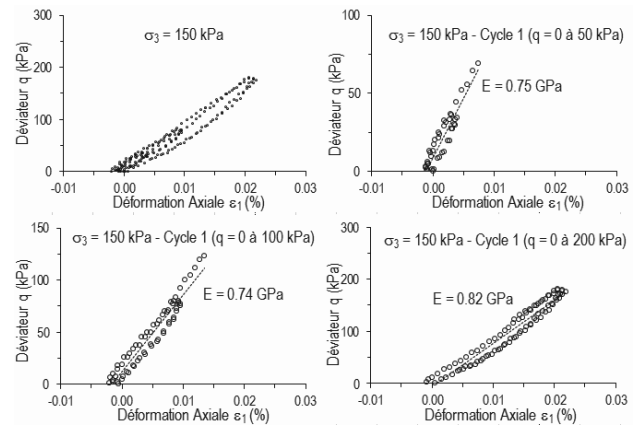 300
200
100
0
-0.01
0.00
0.01
0.02
0.03
Déviateur q (kPa)
σ3 = 150 kPa
Déformation Axiale ε1 (%)
100
50
0
-0.01
0.00
0.01
0.02
0.03
Déviateur q (kPa)
σ3 = 150 kPa - Cycle 1 (q = 0 à 50 kPa)
E = 0.75 GPa
Déformation Axiale ε1 (%)
150
100
50
0
-0.01
0.00
0.01
0.02
0.03
Déviateur q (kPa)
σ3 = 150 kPa - Cycle 1 (q = 0 à 100 kPa)
E = 0.74 GPa
Déformation Axiale ε1 (%)
300
200
100
0
-0.01
0.00
0.01
0.02
0.03
Déviateur q (kPa)
σ3 = 150 kPa - Cycle 1 (q = 0 à 200 kPa)
E = 0.82 GPa
Déformation Axiale ε1 (%)